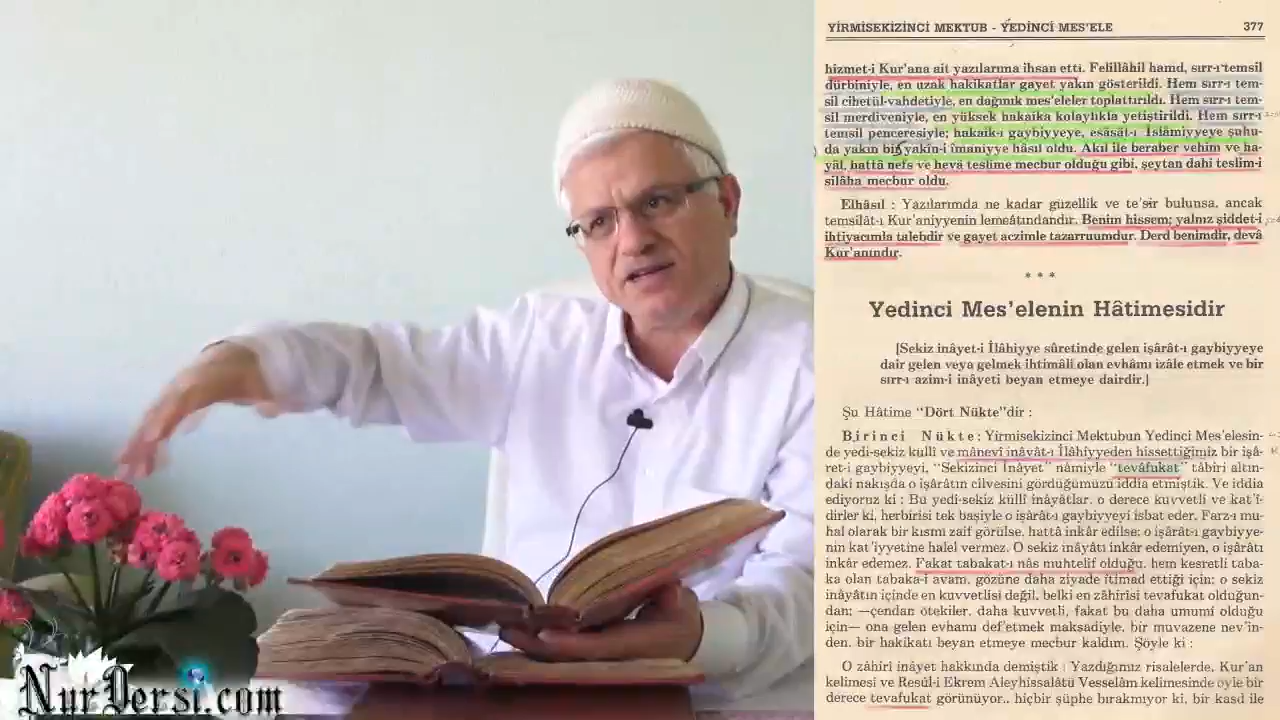 YİRMİSEKİZİNCİ MEKTUB - YEDİNCİ MES'ELE 377
hizmet-i Kur'ana ait yazılarıma ihsan etti. Felillâhil hamd, sırr-ı temsil
dürbiniyle, en uzak hakikatlar gayet yakın gösterildi. Hem sırr-ı tem-
sil cihetül-vahdetiyle, en dağınık mes'eleler toplattırıldı. Hem sırr-ı tem-
sil merdiveniyle, en yüksek hakaika kolaylıkla yetiştirildi. Hem sırr-ı
temsil penceresiyle; hakaik-ı gaybiyyeye, esâsât-ı İslâmiyyeye şuhu-
da yakın bir yakîn-i îmaniyye hâsıl oldu. Akıl ile beraber vehim ve ha-
yâl, hattâ nefs ve hevâ teslime mecbur olduğu gibi, şeytan dahi teslim-i
silâha mecbur oldu.
Elhâsıl : Yazılarımda ne kadar güzellik ve te'sir bulunsa, ancak
temsilât-ı Kur'aniyyenin lemeâtındandır. Benim hissem; yalnız şiddet-i
ihtiyacımla talebdir ve gayet aczimle tazarruumdur. Derd benimdir, devâ
Kur'anındır.
* * *
Yedinci Mes'elenin Hâtimesidir
[Sekiz inâyet-i İlâhiyye sûretinde gelen işârât-ı gaybiyyeye
dair gelen veya gelmek ihtimâli olan evhâmı izâle etmek ve bir
sırr-ı azîm-i inâyeti beyan etmeye dairdir.]
Şu Hâtime "Dört Nükte"dir :
Birinci Nükte: Yirmisekizinci Mektubun Yedinci Mes'elesin-
de yedi-sekiz küllî ve mânevî inâyât-ı İlâhiyyeden hissettiğimiz bir işâ-
ret-i gaybiyyeyi, "Sekizinci İnâyet" nâmiyle "tevâfukat" tâbiri altın-
daki nakışda o işârâtın cilvesini gördüğümüzü iddia etmiştik. Ve iddia
ediyoruz ki : Bu yedi-sekiz küllî inâyâtlar, o derece kuvvetli ve kat'î-
dirler ki, herbirisi tek başiyle o işârât-ı gaybiyyeyi isbat eder. Farz-ı mu-
hal olarak bir kısmı zaif görülse, hattâ inkâr edilse; o işârât-ı gaybiyye-
nin kat'iyyetine halel vermez. O sekiz inâyâtı inkâr edemiyen, o işârâtı
inkâr edemez. Fakat tabakat-ı nâs muhtelif olduğu, hem kesretli taba-
ka olan tabaka-i avam, gözüne daha ziyade îtimad ettiği için; o sekiz
inâyâtın içinde en kuvvetlisi değil, belki en zâhirîsi tevafukat olduğun-
dan; —çendan ötekiler, daha kuvvetli, fakat bu daha umumî olduğu
için— ona gelen evhamı def'etmek maksadiyle, bir muvazene nev'in-
den, bir hakikatı beyan etmeye mecbur kaldım. Şöyle ki :
O zâhirî inâyet hakkında demiştik : Yazdığımız risalelerde, Kur'an
kelimesi ve Resûl-i Ekrem Aleyhissalâtü Vesselâm kelimesinde öyle bir
derece tevafukat görünüyor.. hiçbir şüphe bırakmıyor ki, bir kasd ile
NurDersi.com